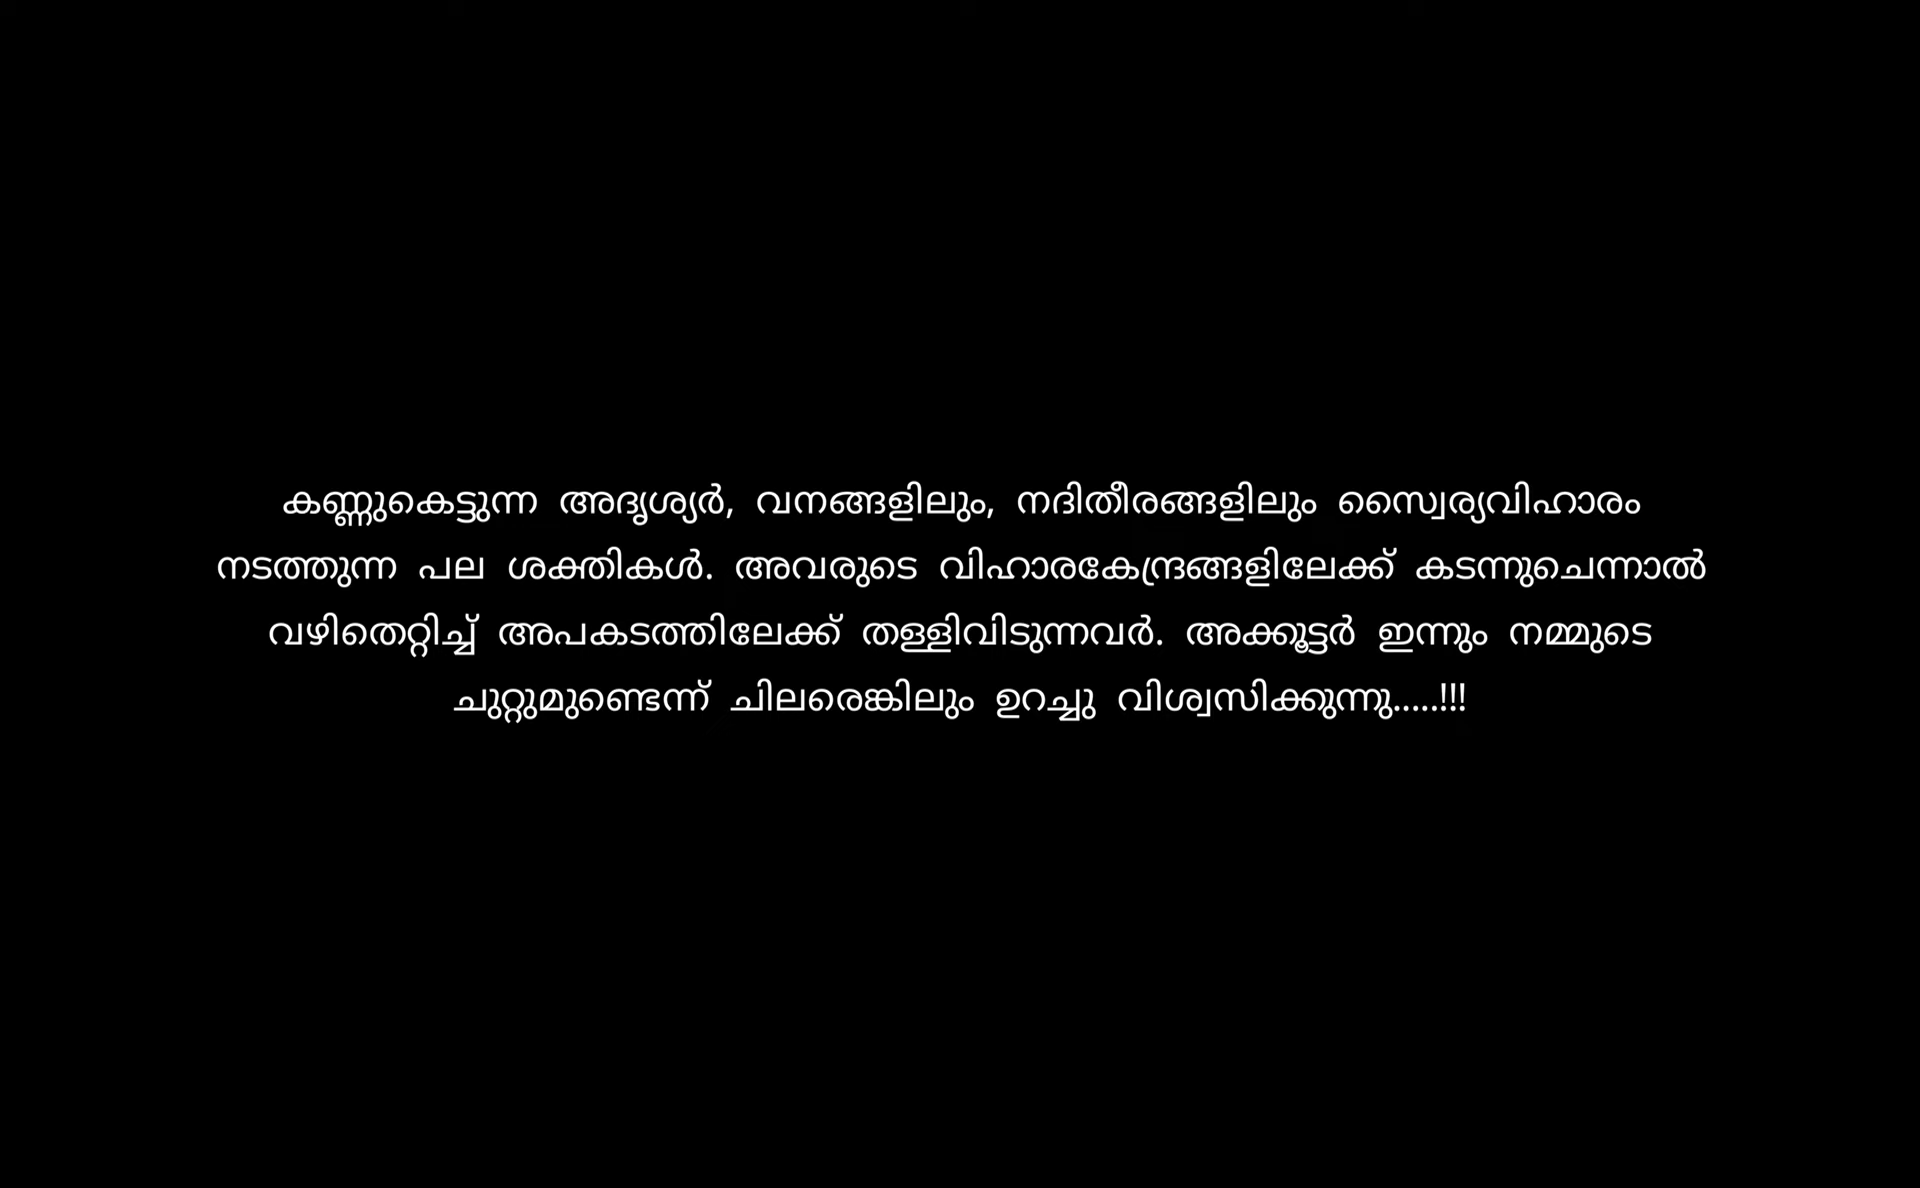 കണ്ണുകെട്ടുന്ന അദൃശ്യർ, വനങ്ങളിലും, നദിതീരങ്ങളിലും സ്വൈര്യവിഹാരം
നടത്തുന്ന പല ശക്തികൾ. അവരുടെ വിഹാരകേന്ദ്രങ്ങളിലേക്ക് കടന്നുചെന്നാൽ
വഴിതെറ്റിച്ച് അപകടത്തിലേക്ക് തള്ളിവിടുന്നവർ. അക്കൂട്ടർ ഇന്നും നമ്മുടെ
ചുറ്റുമുണ്ടെന്ന് ചിലരെങ്കിലും ഉറച്ചു വിശ്വസിക്കുന്നു.....!!!